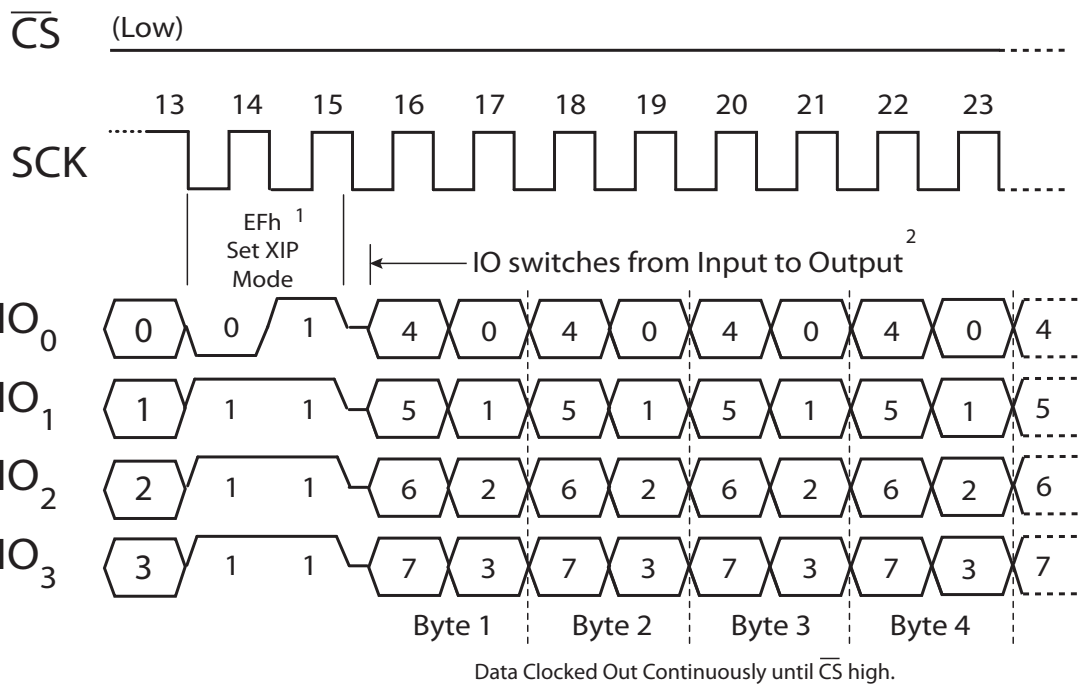 CS (Low)
13 14 15 16 17 18 19 20 21 22 23
SCK
EFh 1
Set XIP
Mode
2
IO switches from Input to Output
IO0 0 0 1 4 0 4 0 4 0 4 0 4
IO1 1 1 1 5 1 5 1 5 1 5 1 5
IO2 2 1 1 6 2 6 2 6 2 6 2 6
IO3 3 1 1 7 3 7 3 7 3 7 3 7
Byte 1 Byte 2 Byte 3 Byte 4
Data Clocked Out Continuously until CS high.